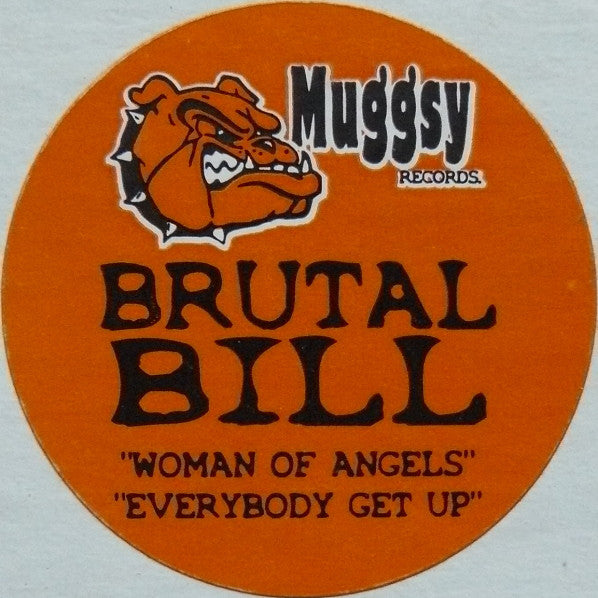 Muggsy
RECORDS.
BRUTAL
BILL
"WOMAN OF ANGELS"
"EVERYBODY GET UP"